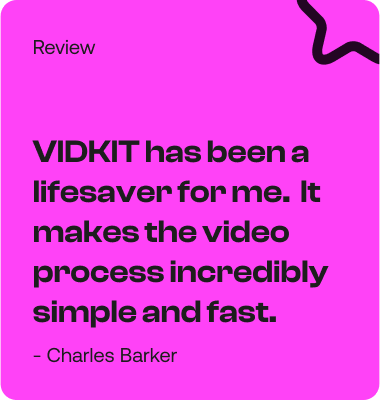 Review
VIDKIT has been a
lifesaver for me.  It
makes the video
process incredibly
simple and fast.
- Charles Barker